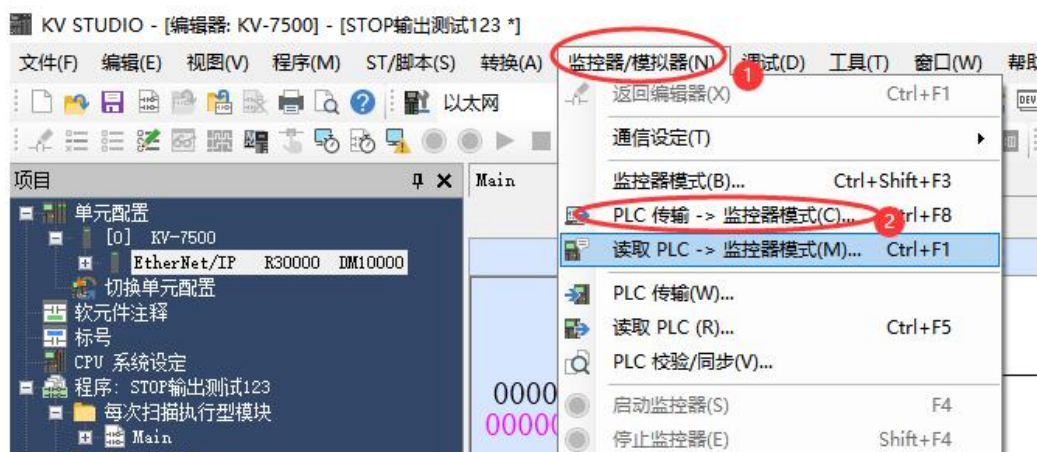 KV STUDIO - [编辑器: KV-7500] - [STOP输出测试123 *]
文件(F) 编辑(E) 视图(V) 程序(M) ST/脚本(S) 转换(A) 监控器/模拟器(N) 调试(D) 工具(T) 窗口(W) 帮助
1
以太网
DEV
项目
Main
单元配置
[0] KV-7500
EtherNet/IP R30000 DM10000
切换单元配置
软元件注释
标号
CPU 系统设定
程序: STOP输出测试123
每次扫描执行型模块
Main
0000
00000
返回编辑器(X) Ctrl+F1
通信设定(T)
监控器模式(B)... Ctrl+Shift+F3
PLC 传输 -> 监控器模式(C)... Ctrl+F8
2
读取 PLC -> 监控器模式(M)... Ctrl+F1
PLC 传输(W)...
读取 PLC (R)... Ctrl+F5
PLC 校验/同步(V)...
启动监控器(S) F4
停止监控器(E) Shift+F4